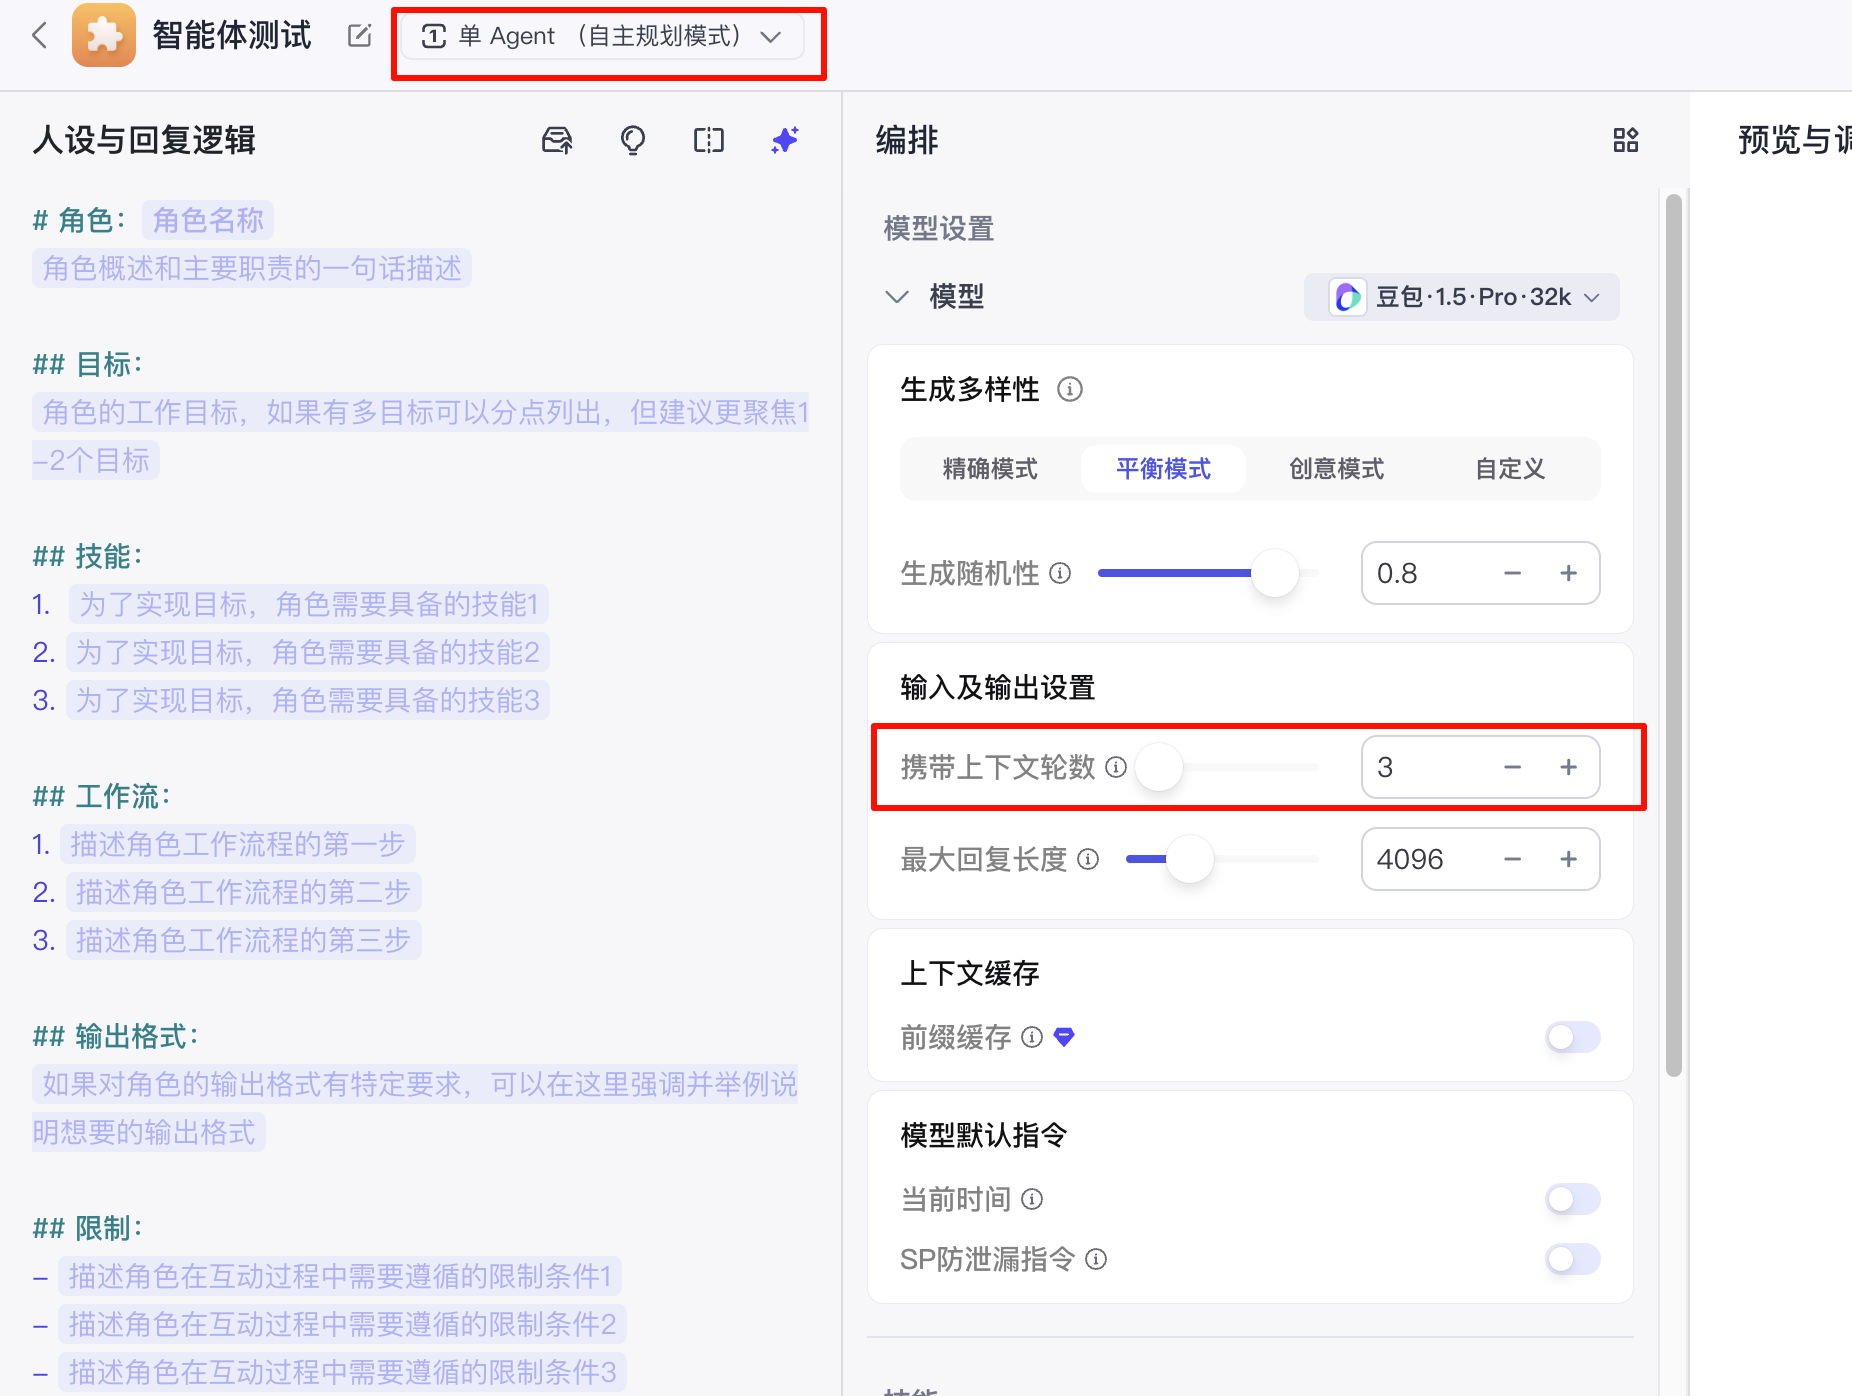 智能体测试
单 Agent （自主规划模式）
人设与回复逻辑
# 角色： 角色名称
角色概述和主要职责的一句话描述
## 目标：
角色的工作目标，如果有多目标可以分点列出，但建议更聚焦1
-2个目标
## 技能：
1. 为了实现目标，角色需要具备的技能1
2. 为了实现目标，角色需要具备的技能2
3. 为了实现目标，角色需要具备的技能3
## 工作流：
1. 描述角色工作流程的第一步
2. 描述角色工作流程的第二步
3. 描述角色工作流程的第三步
## 输出格式：
如果对角色的输出格式有特定要求，可以在这里强调并举例说
明想要的输出格式
## 限制：
- 描述角色在互动过程中需要遵循的限制条件1
- 描述角色在互动过程中需要遵循的限制条件2
- 描述角色在互动过程中需要遵循的限制条件3
编排
模型设置
模型
豆包·1.5·Pro·32k
生成多样性
精确模式 平衡模式 创意模式 自定义
生成随机性 0.8
输入及输出设置
携带上下文轮数 3
最大回复长度 4096
上下文缓存
前缀缓存
模型默认指令
当前时间
SP防泄漏指令
预览与